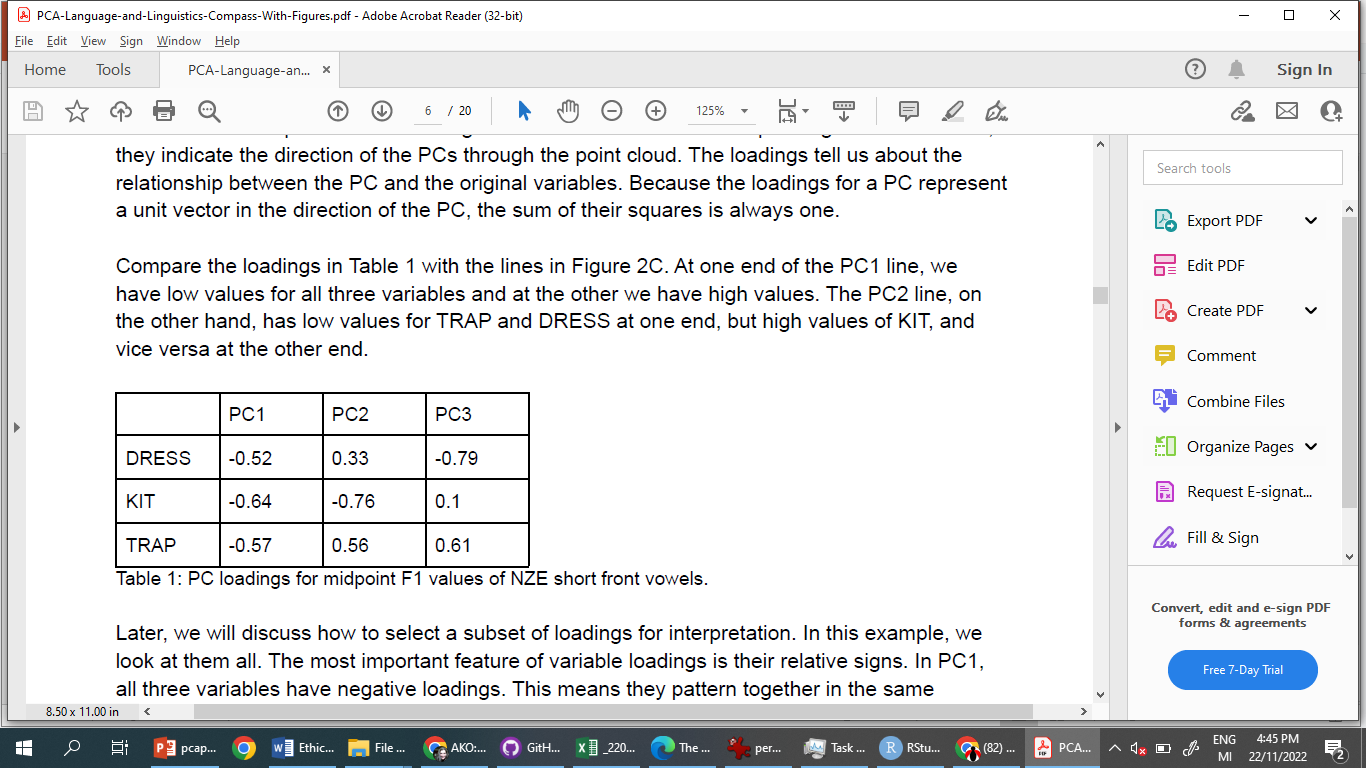 PCA-Language-and-Linguistics-Compass-With-Figures.pdf - Adobe Acrobat Reader (32-bit)
File Edit View Sign Window Help
Home Tools PCA-Language-an... × Sign In
6 / 20 125%
they indicate the direction of the PCs through the point cloud. The loadings tell us about the
relationship between the PC and the original variables. Because the loadings for a PC represent
a unit vector in the direction of the PC, the sum of their squares is always one.
Compare the loadings in Table 1 with the lines in Figure 2C. At one end of the PC1 line, we
have low values for all three variables and at the other we have high values. The PC2 line, on
the other hand, has low values for TRAP and DRESS at one end, but high values of KIT, and
vice versa at the other end.
PC1 PC2 PC3
DRESS -0.52 0.33 -0.79
KIT -0.64 -0.76 0.1
TRAP -0.57 0.56 0.61
Table 1: PC loadings for midpoint F1 values of NZE short front vowels.
Later, we will discuss how to select a subset of loadings for interpretation. In this example, we
look at them all. The most important feature of variable loadings is their relative signs. In PC1,
all three variables have negative loadings. This means they pattern together in the same
8.50 x 11.00 in
Search tools
Export PDF
Edit PDF
Create PDF
Comment
Combine Files
Organize Pages
Request E-signat...
Fill & Sign
Convert, edit and e-sign PDF
forms & agreements
Free 7-Day Trial
pcap... Ethic... File ... AKO:... GitH... _220... The ... per... Task ... RStu... (82) ... PCA... ENG 4:45 PM
MI 22/11/2022 2